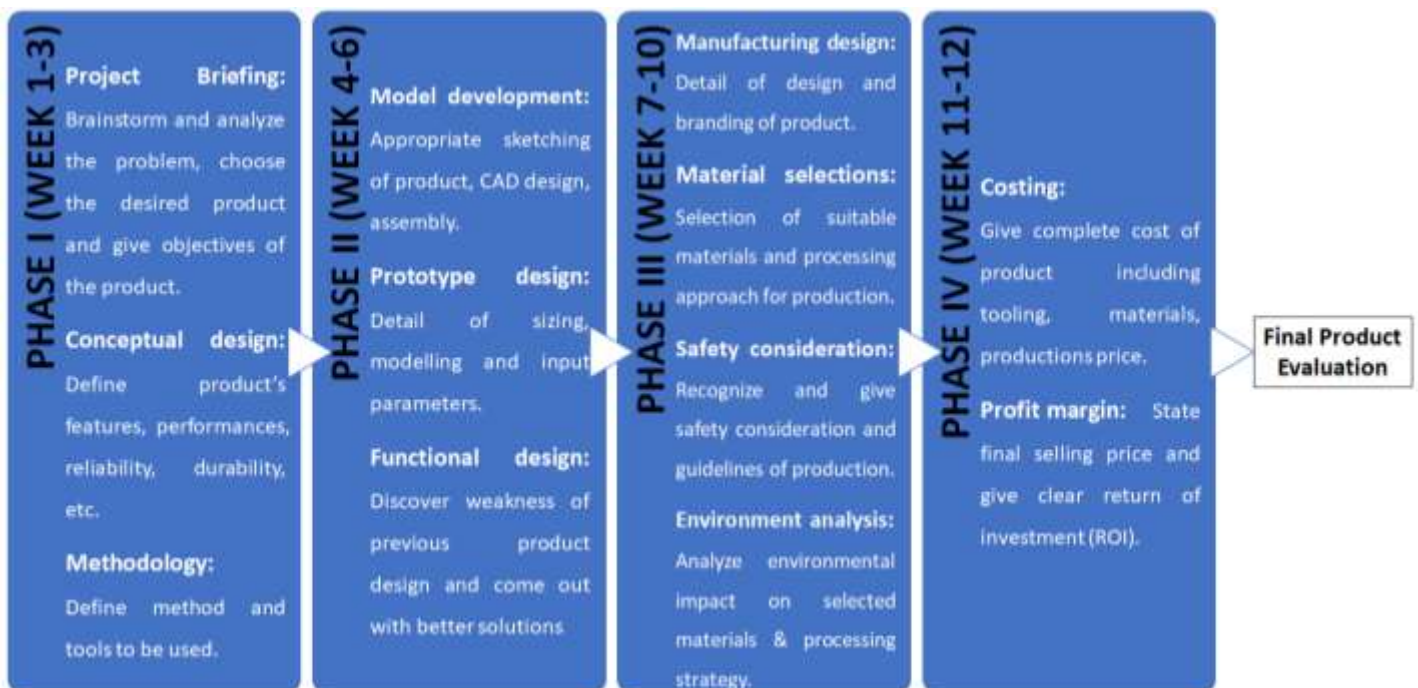 PHASE I (WEEK 1-3)
Project Briefing:
Brainstorm and analyze
the problem, choose
the desired product
and give objectives of
the product.
Conceptual design:
Define product's
features, performances,
reliability, durability,
etc.
Methodology:
Define method and
tools to be used.
PHASE II (WEEK 4-6)
Model development:
Appropriate sketching
of product, CAD design,
assembly.
Prototype design:
Detail of sizing,
modelling and input
parameters.
Functional design:
Discover weakness of
previous product
design and come out
with better solutions
PHASE III (WEEK 7-10)
Manufacturing design:
Detail of design and
branding of product.
Material selections:
Selection of suitable
materials and processing
approach for production.
Safety consideration:
Recognize and give
safety consideration and
guidelines of production.
Environment analysis:
Analyze environmental
impact on selected
materials & processing
strategy.
PHASE IV (WEEK 11-12)
Costing:
Give complete cost of
product including
tooling, materials,
productions price.
Profit margin: State
final selling price and
give clear return of
investment (ROI).
Final Product
Evaluation